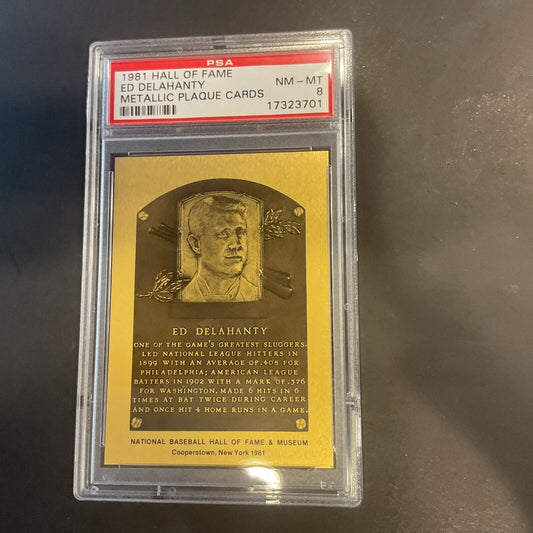 PSA
1981 HALL OF FAME
ED DELAHANTY NM – MT
METALLIC PLAQUE CARDS 8
17323701
ED DELAHANTY
ONE OF THE GAME'S GREATEST SLUGGERS.
LED NATIONAL LEAGUE HITTERS IN
1899 WITH AN AVERAGE OF .408 FOR
PHILADELPHIA; AMERICAN LEAGUE
BATTERS IN 1902 WITH A MARK OF .376
FOR WASHINGTON. MADE 6 HITS IN 6
TIMES AT BAT TWICE DURING CAREER
AND ONCE HIT 4 HOME RUNS IN A GAME.
NATIONAL BASEBALL HALL OF FAME & MUSEUM
Cooperstown, New York 1981